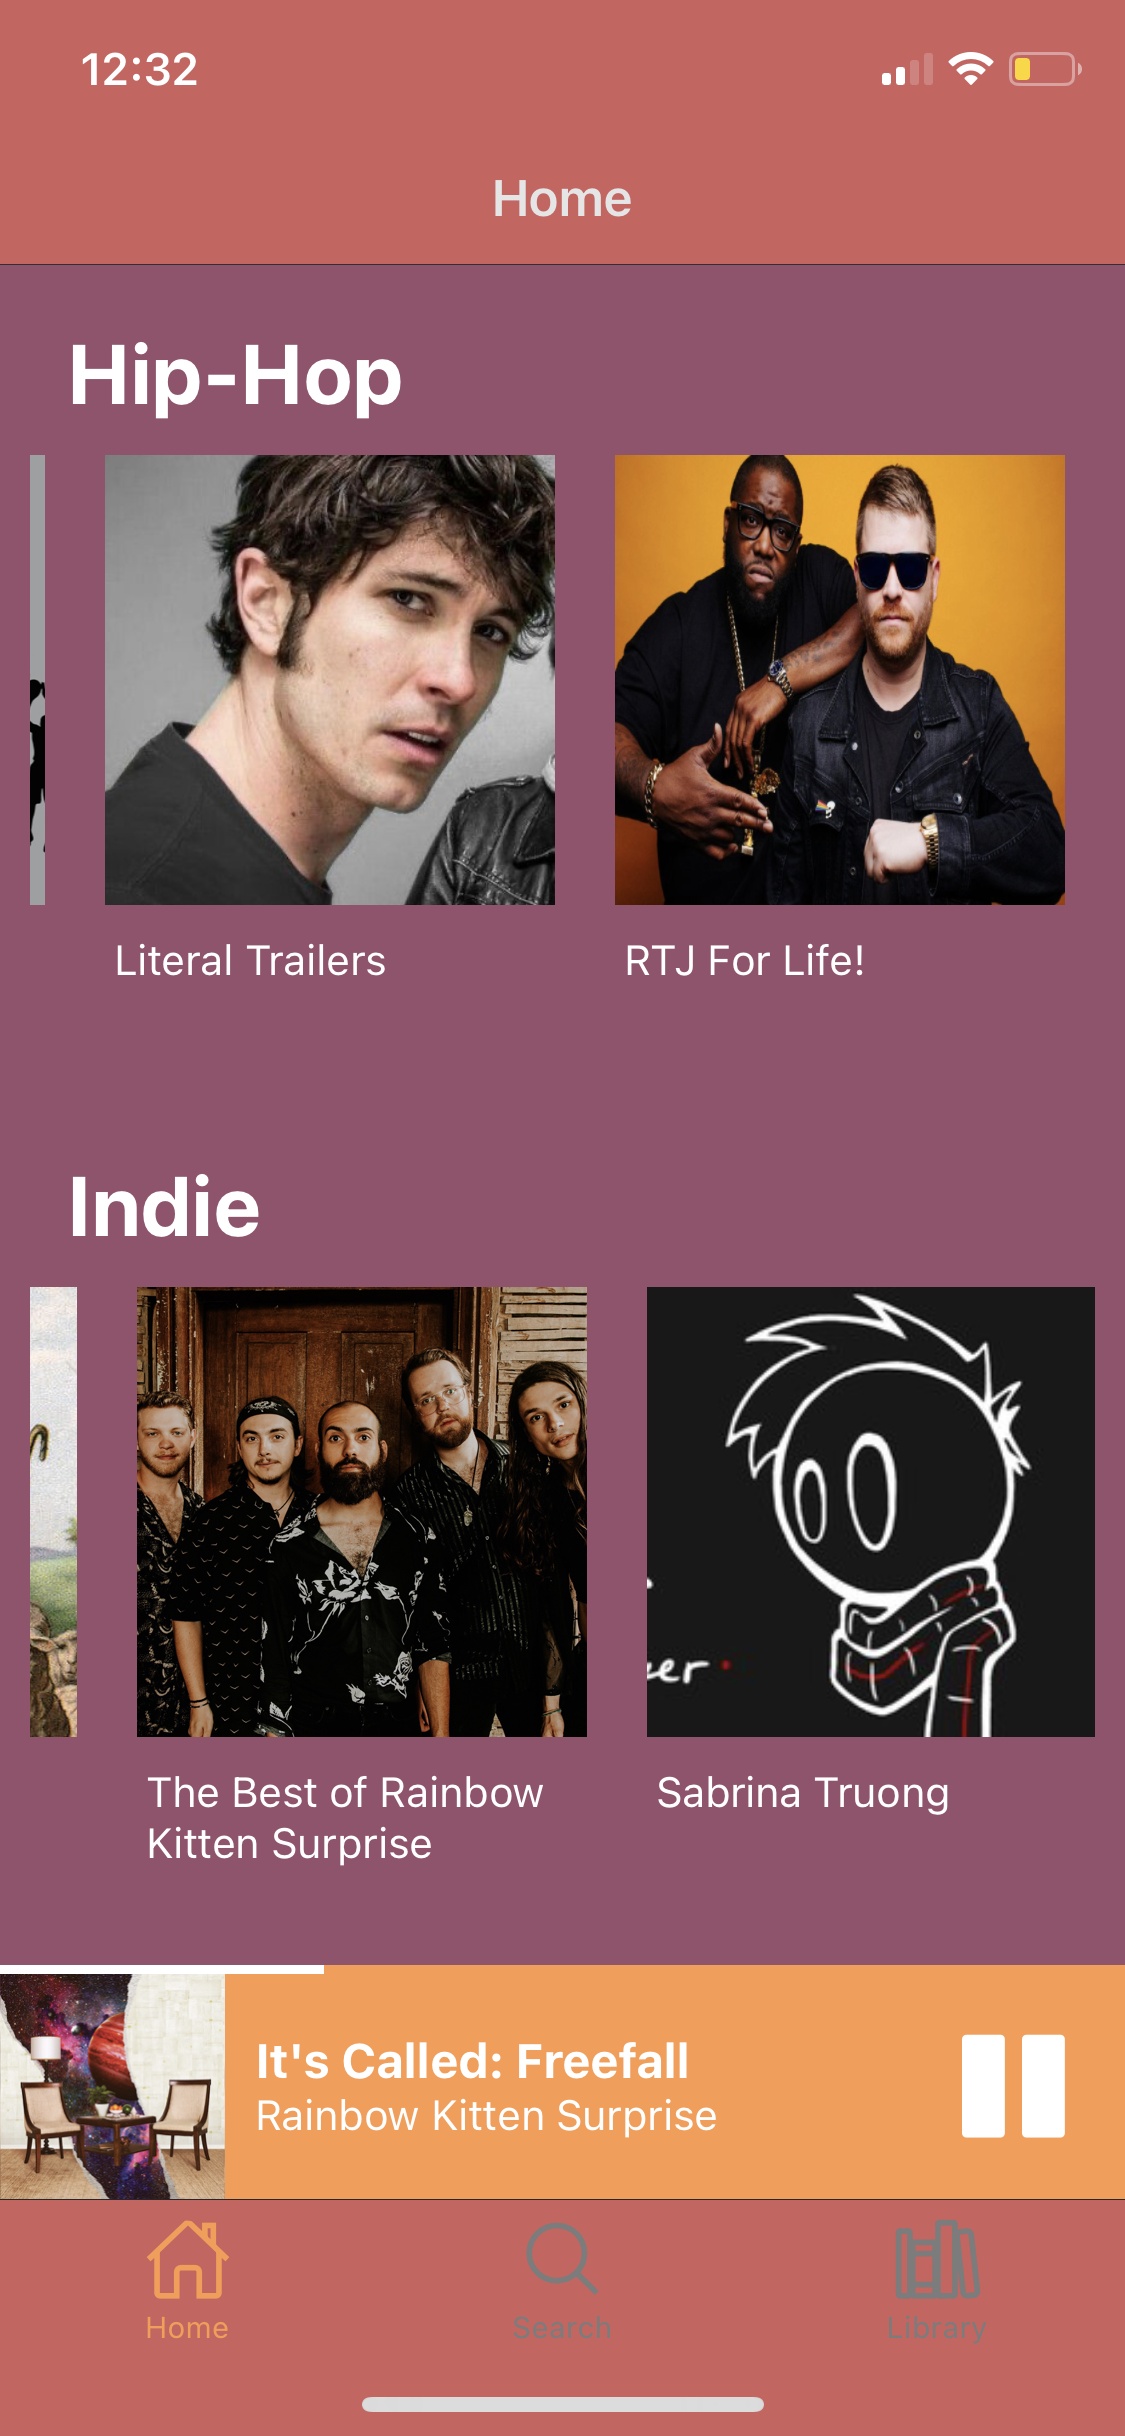 12:32
Home
Hip-Hop
Literal Trailers
RTJ For Life!
Indie
er
The Best of Rainbow
Kitten Surprise
Sabrina Truong
It's Called: Freefall
Rainbow Kitten Surprise
Home
Search
Library